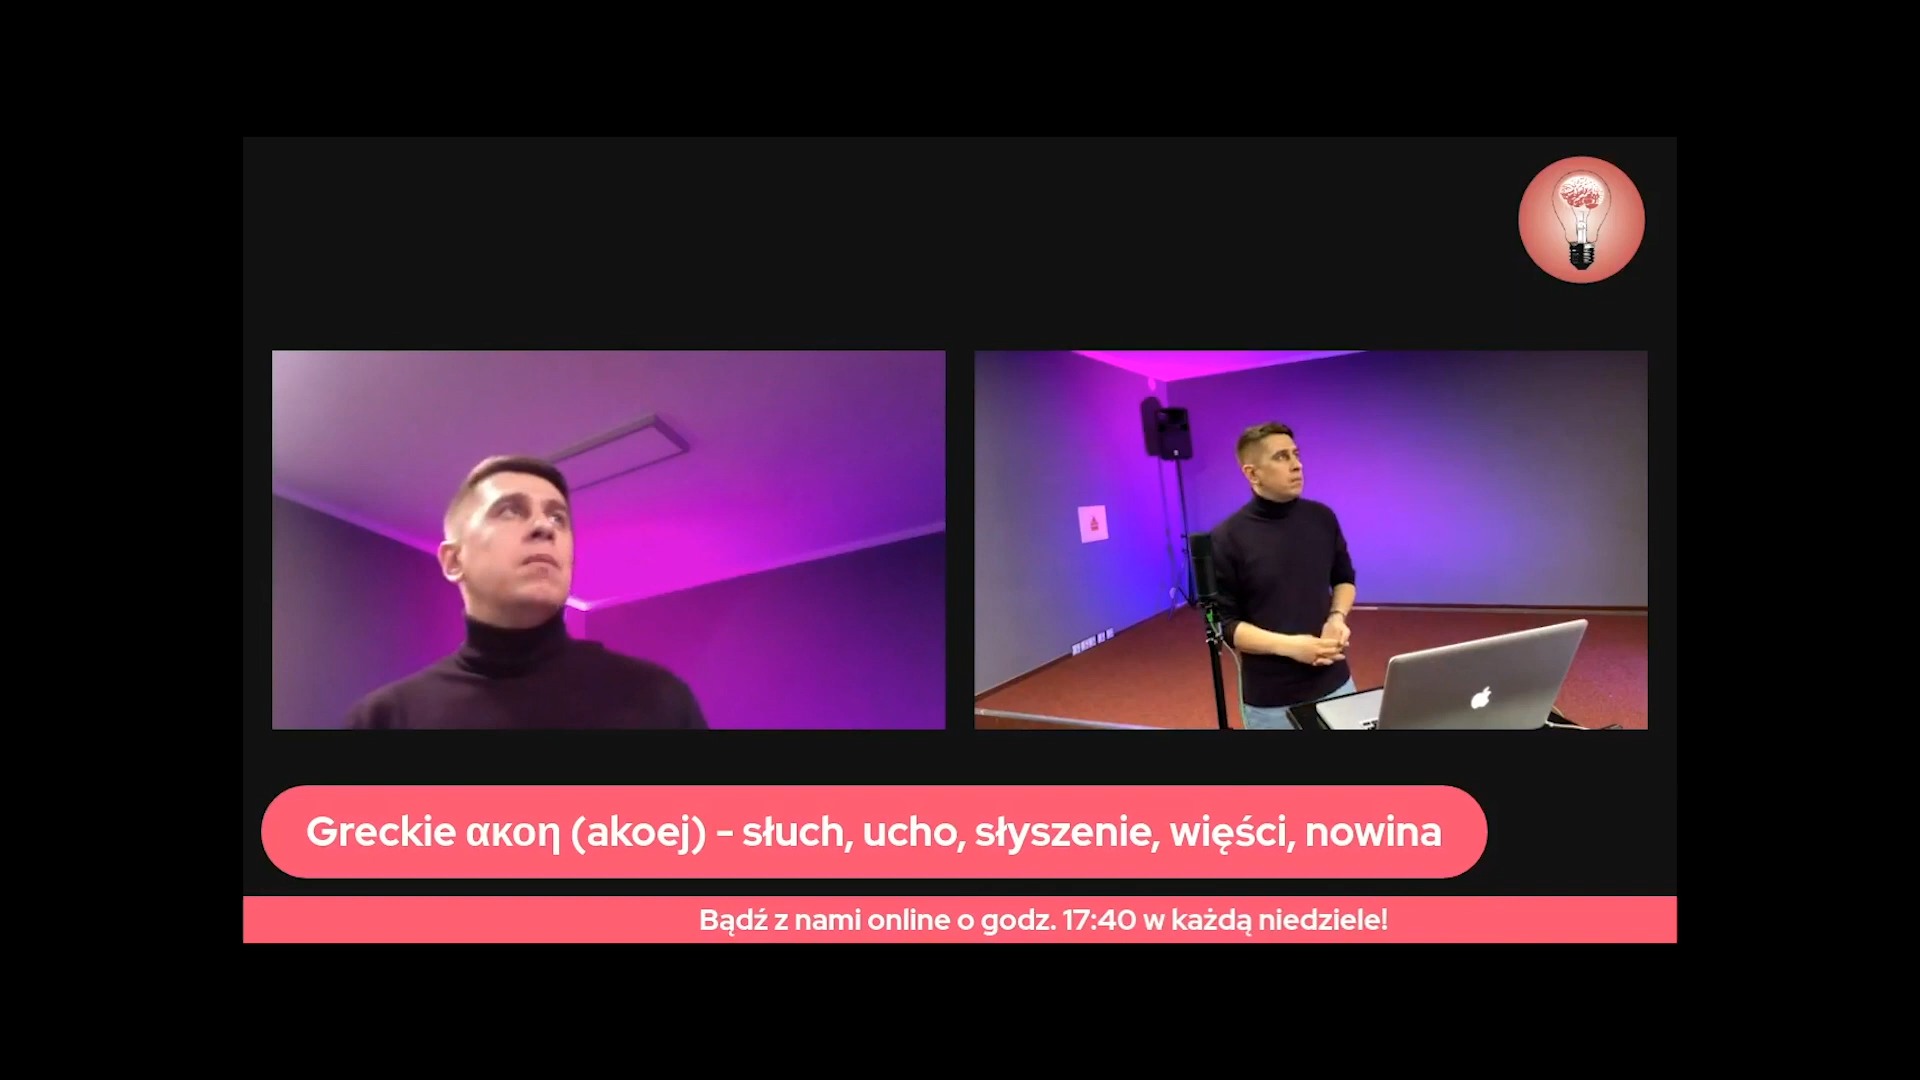 Greckie ακοη (akoej) - słuch, ucho, słyszenie, więści, nowina
Bądź z nami online o godz. 17:40 w każdą niedziele!